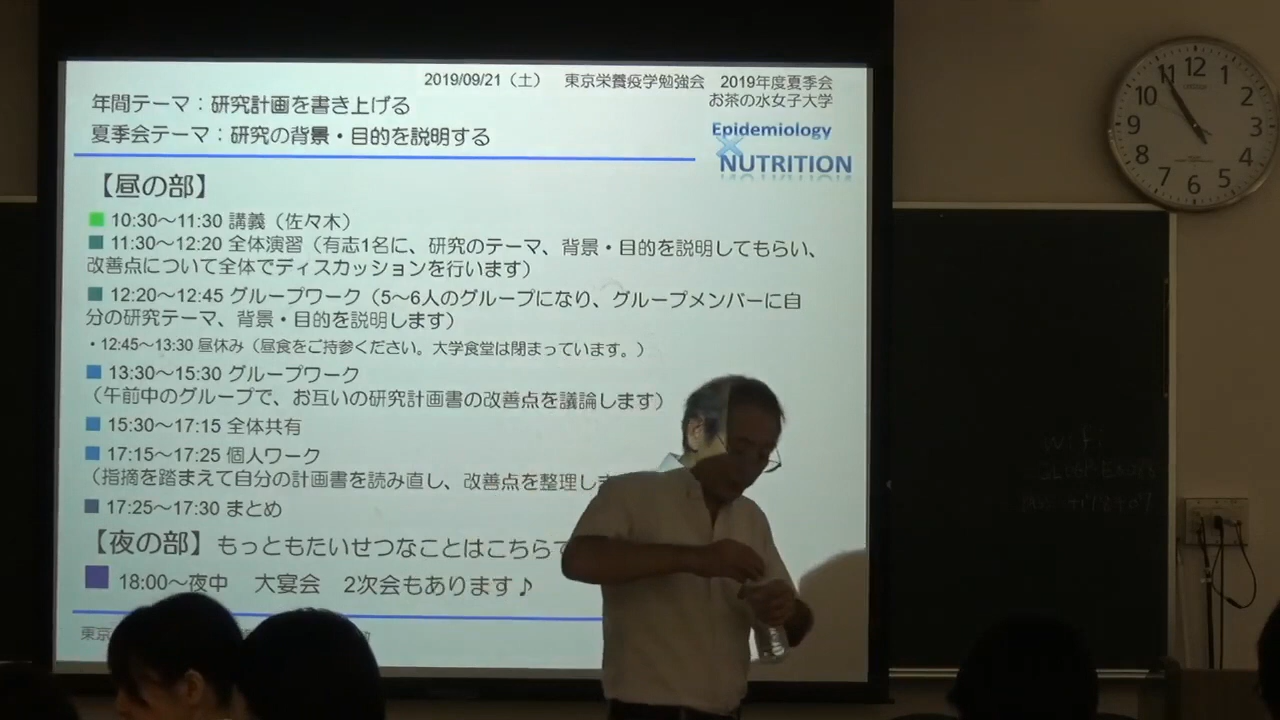 2019/09/21（土） 東京栄養疫学勉強会 2019年度夏季会
お茶の水女子大学
年間テーマ：研究計画を書き上げる
夏季会テーマ：研究の背景・目的を説明する
Epidemiology
×
NUTRITION
【昼の部】
10:30～11:30 講義（佐々木）
11:30～12:20 全体演習（有志1名に、研究のテーマ、背景・目的を説明してもらい、
改善点について全体でディスカッションを行います）
12:20～12:45 グループワーク（5～6人のグループになり、グループメンバーに自
分の研究テーマ、背景・目的を説明します）
・12:45～13:30 昼休み（昼食をご持参ください。大学食堂は閉まっています。）
13:30～15:30 グループワーク
（午前中のグループで、お互いの研究計画書の改善点を議論します）
15:30～17:15 全体共有
17:15～17:25 個人ワーク
（指摘を踏まえて自分の計画書を読み直し、改善点を整理し
17:25～17:30 まとめ
【夜の部】もっともたいせつなことはこちらで
18:00～夜中 大宴会 2次会もあります♪
東京
12
1
2
3
4
5
6
7
8
9
10
11